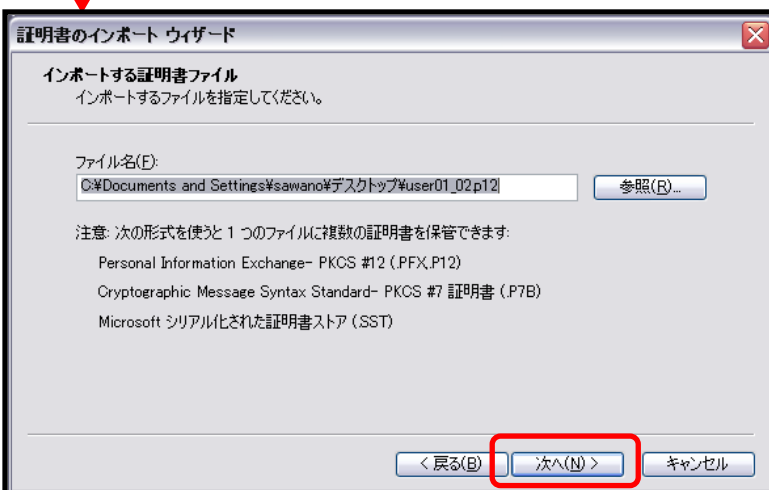 証明書のインポート ウィザード
インポートする証明書ファイル
インポートするファイルを指定してください。
ファイル名(F):
C:¥Documents and Settings¥sawano¥デスクトップ¥user01_02.p12
参照(R)...
注意: 次の形式を使うと 1 つのファイルに複数の証明書を保管できます:
Personal Information Exchange- PKCS #12 (.PFX,.P12)
Cryptographic Message Syntax Standard- PKCS #7 証明書 (.P7B)
Microsoft シリアル化された証明書ストア (.SST)
< 戻る(B) 次へ(N) > キャンセル